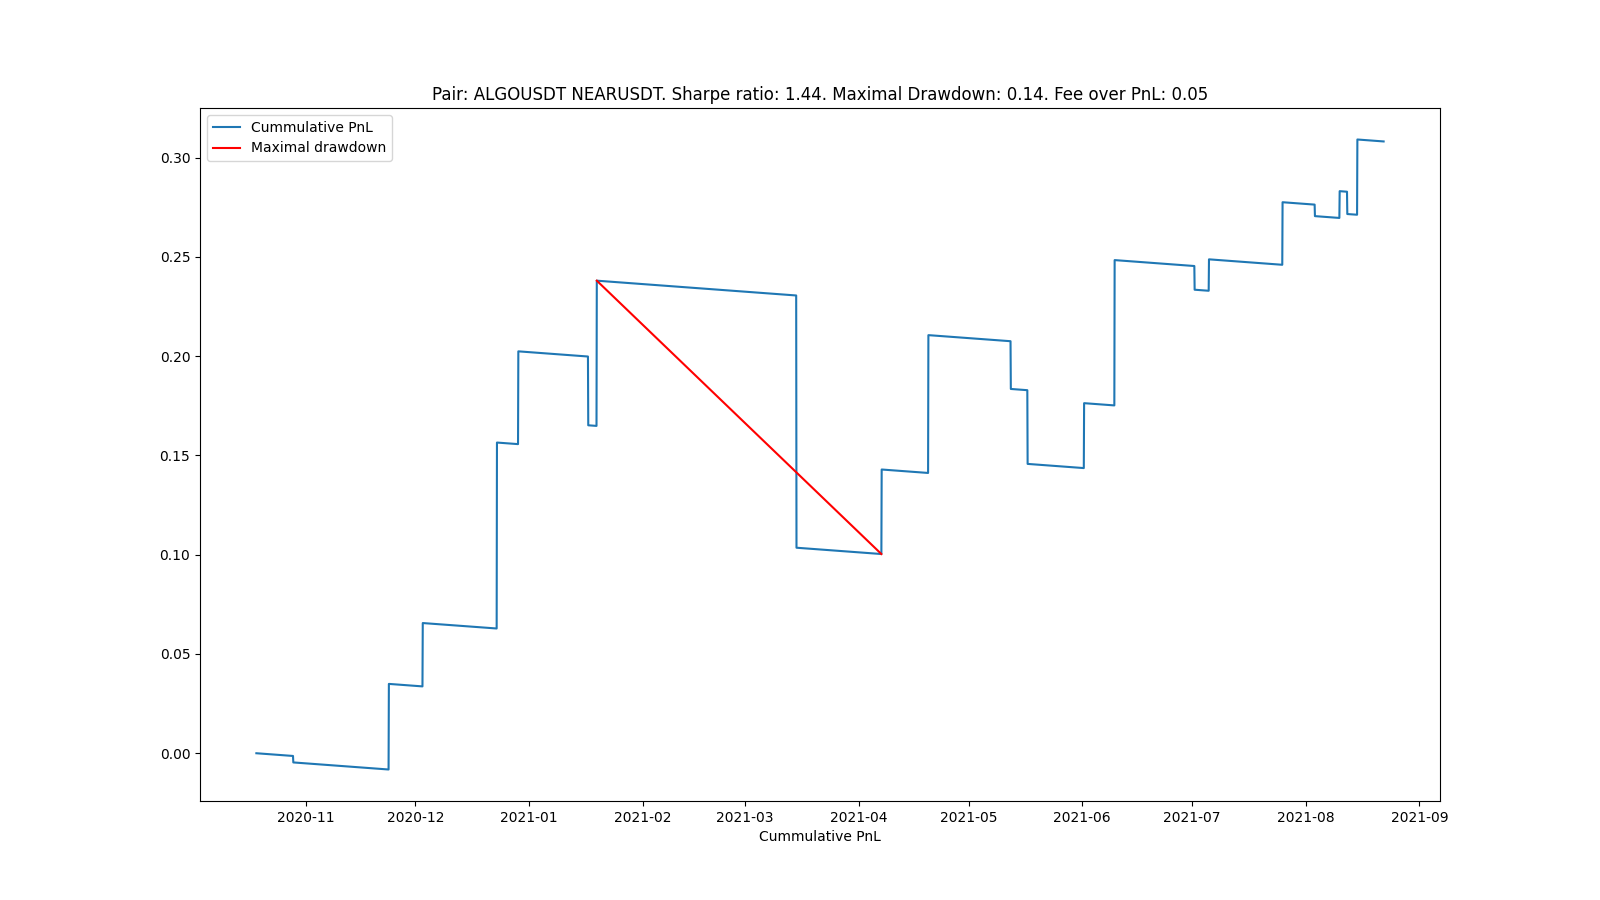 Pair: ALGOUSDT NEARUSDT. Sharpe ratio: 1.44. Maximal Drawdown: 0.14. Fee over PnL: 0.05
Cummulative PnL
Maximal drawdown
0.30
0.25
0.20
0.15
0.10
0.05
0.00
2020-11 2020-12 2021-01 2021-02 2021-03 2021-04 2021-05 2021-06 2021-07 2021-08 2021-09
Cummulative PnL